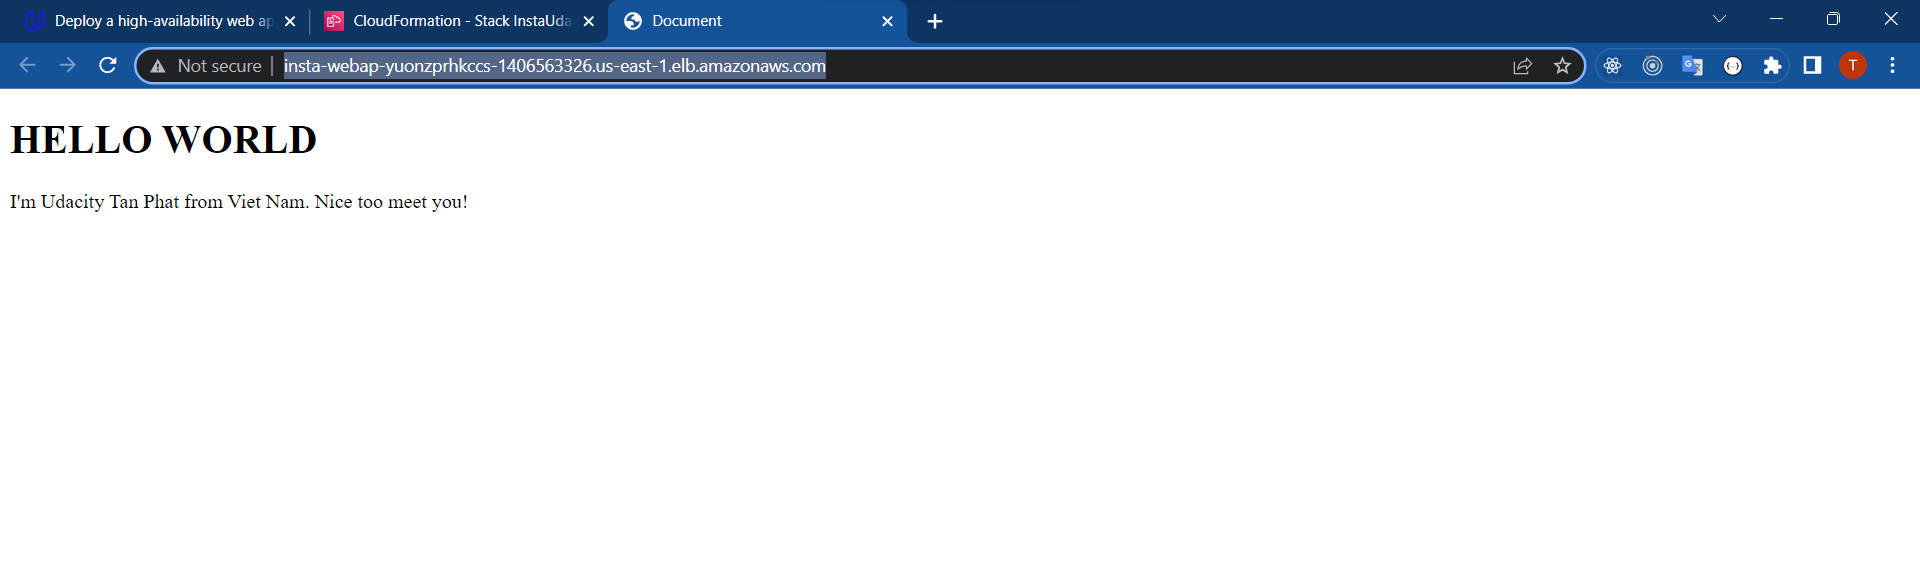 Deploy a high-availability web ap
CloudFormation - Stack InstaUda
Document
Not secure
insta-webap-yuonzprhkccs-1406563326.us-east-1.elb.amazonaws.com
T
HELLO WORLD
I'm Udacity Tan Phat from Viet Nam. Nice too meet you!